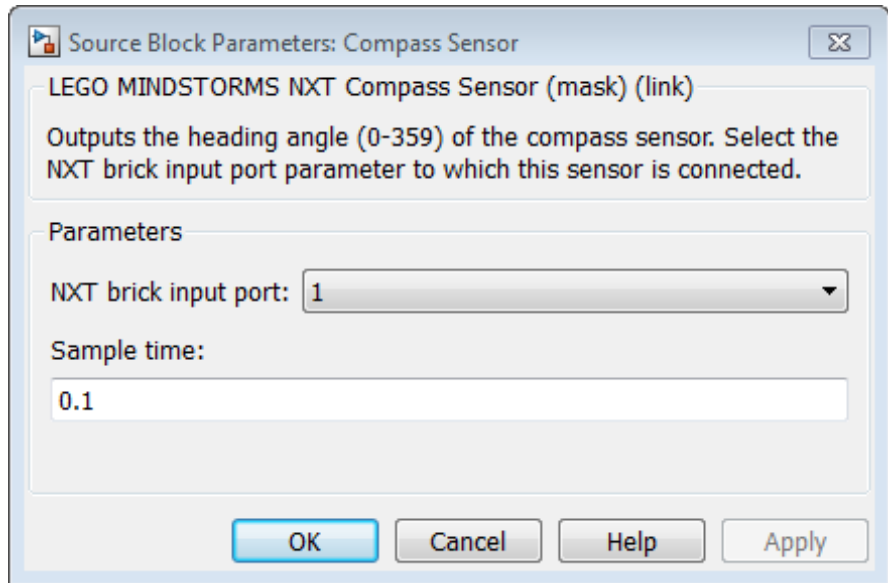 Source Block Parameters: Compass Sensor
LEGO MINDSTORMS NXT Compass Sensor (mask) (link)
Outputs the heading angle (0-359) of the compass sensor. Select the
NXT brick input port parameter to which this sensor is connected.
Parameters
NXT brick input port: 1
Sample time:
0.1
OK Cancel Help Apply